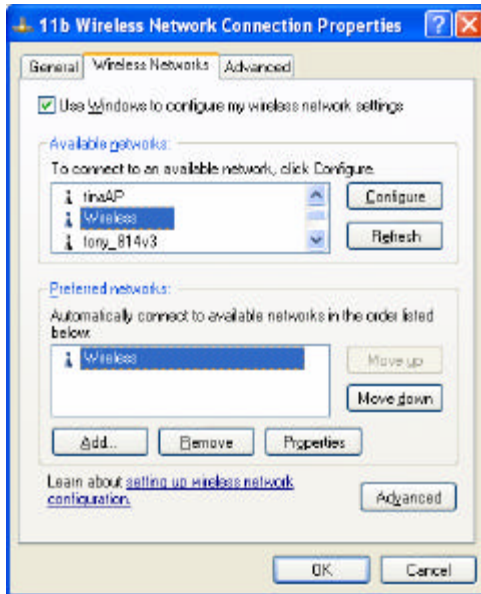 11b Wireless Network Connection Properties
General Wireless Networks Advanced
Use Windows to configure my wireless network settings
Available networks:
To connect to an available network, click Configure.
tinaAP
Configure
Wireless
tony_814v3
Refresh
Preferred networks:
Automatically connect to available networks in the order listed
below:
Wireless
Move up
Move down
Add... Remove Properties
Learn about setting up wireless network
configuration.
Advanced
OK Cancel